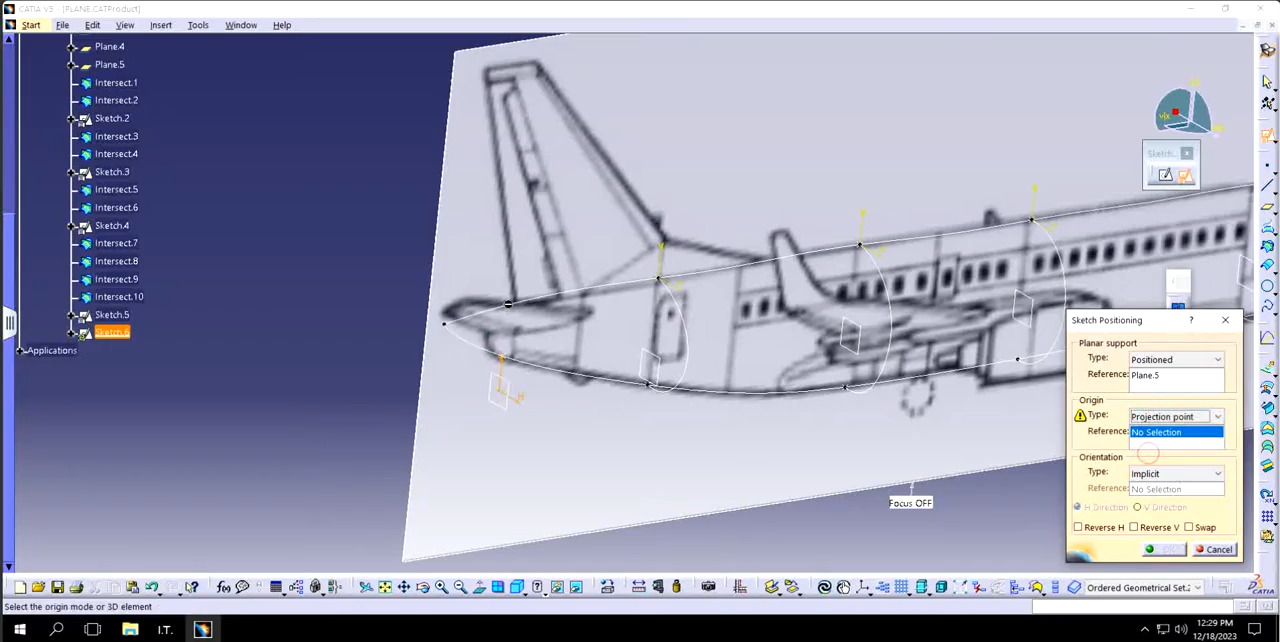 CATIA V5 - [PLANE.CATProduct]
Start File Edit View Insert Tools Window Help
Plane.4
Plane.5
Intersect.1
Intersect.2
Sketch.2
Intersect.3
Intersect.4
Sketch.3
Intersect.5
Intersect.6
Sketch.4
Intersect.7
Intersect.8
Intersect.9
Intersect.10
Sketch.5
Sketch.6
Applications
H
Focus OFF
Sketch Positioning ? ×
Planar support
Type: Positioned
Reference: Plane.5
Origin
Type: Projection point
Reference: No Selection
Orientation
Type: Implicit
Reference: No Selection
H Direction V Direction
Reverse H Reverse V Swap
OK Cancel
Ordered Geometrical Set.2
CATIA
Select the origin mode or 3D element
I.T.
12:29 PM
12/18/2023